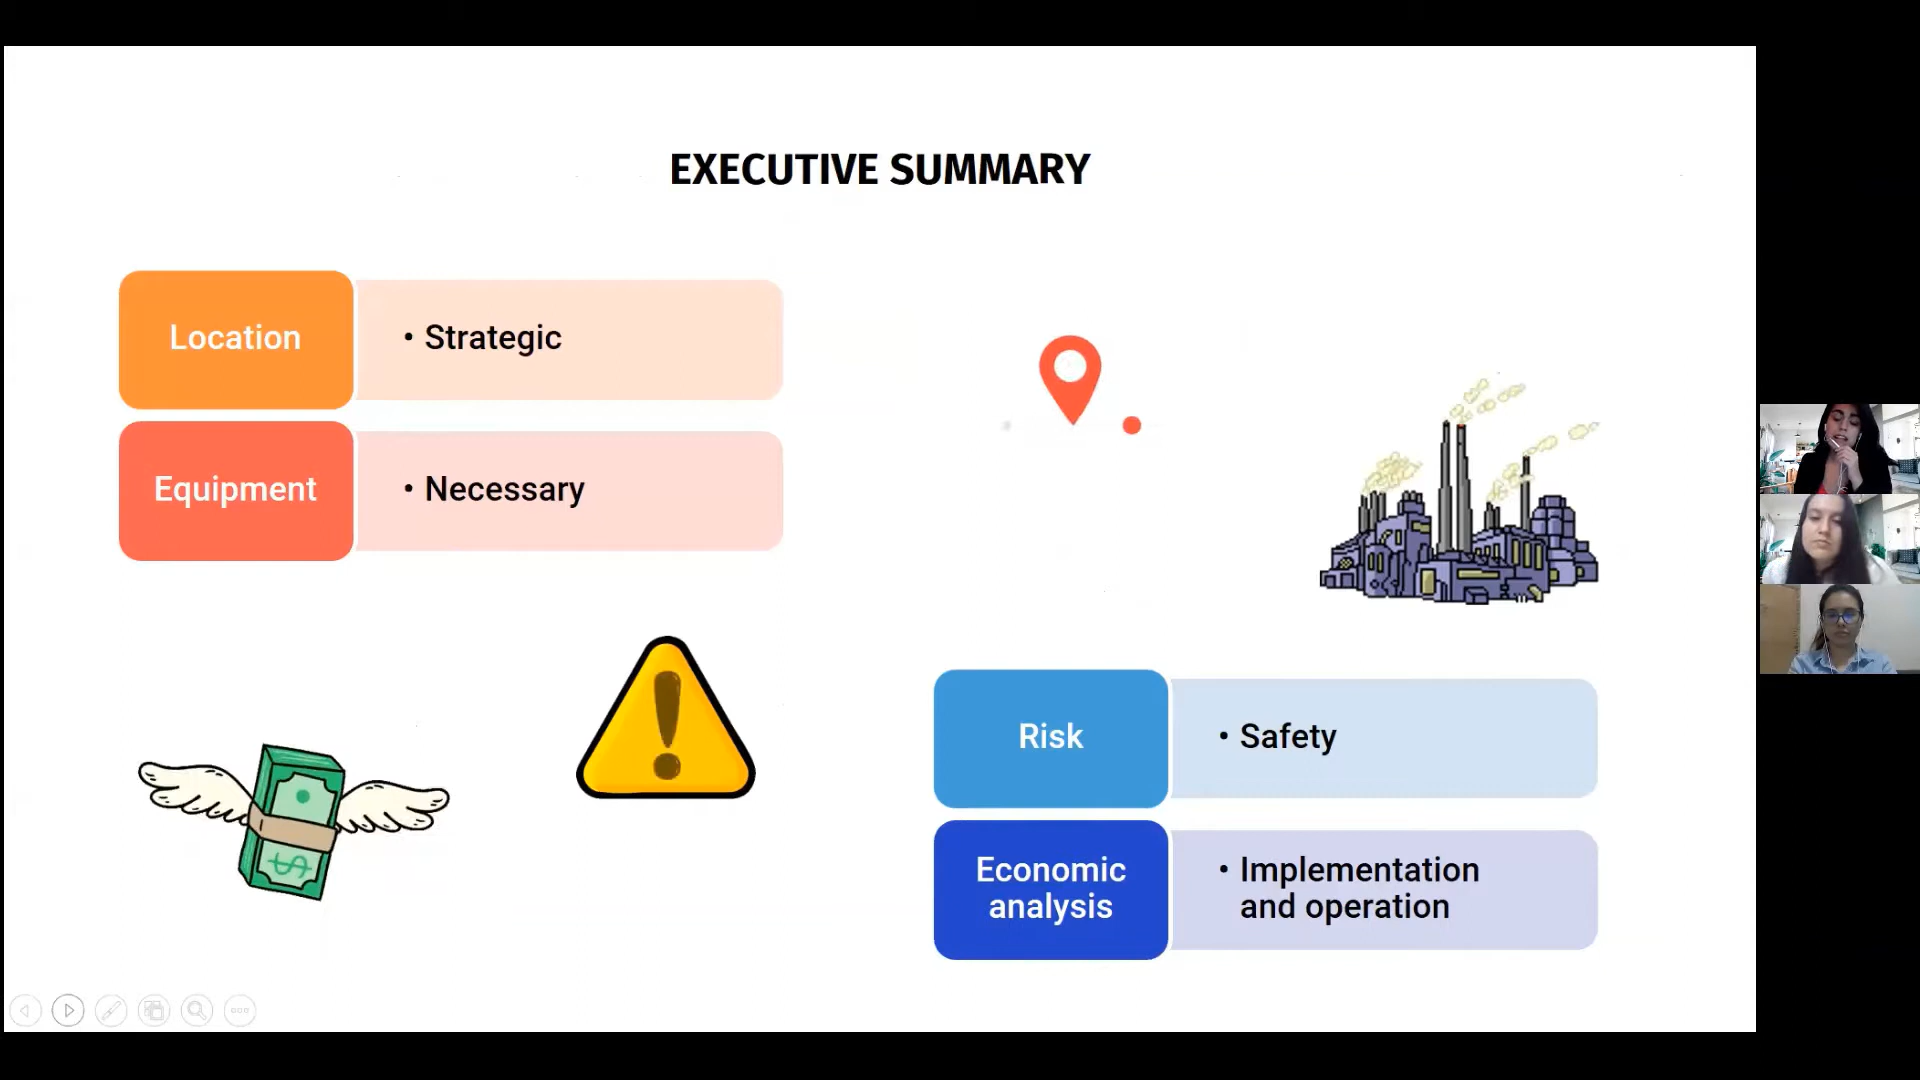 EXECUTIVE SUMMARY
Location
• Strategic
Equipment
• Necessary
Risk
• Safety
Economic
analysis
• Implementation
and operation